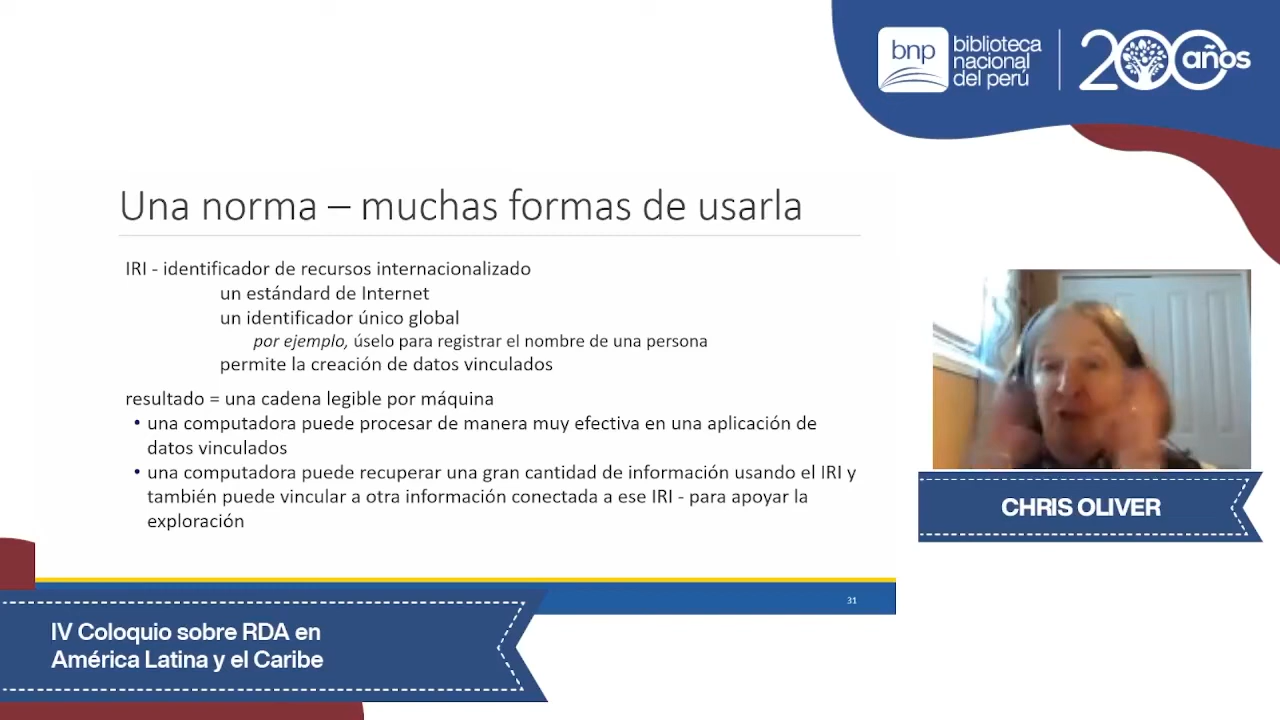 bnp
biblioteca
nacional
del perú
200 años
Una norma – muchas formas de usarla
IRI - identificador de recursos internacionalizado
un estándard de Internet
un identificador único global
por ejemplo, úselo para registrar el nombre de una persona
permite la creación de datos vinculados
resultado = una cadena legible por máquina
• una computadora puede procesar de manera muy efectiva en una aplicación de
datos vinculados
• una computadora puede recuperar una gran cantidad de información usando el IRI y
también puede vincular a otra información conectada a ese IRI - para apoyar la
exploración
31
CHRIS OLIVER
IV Coloquio sobre RDA en
América Latina y el Caribe